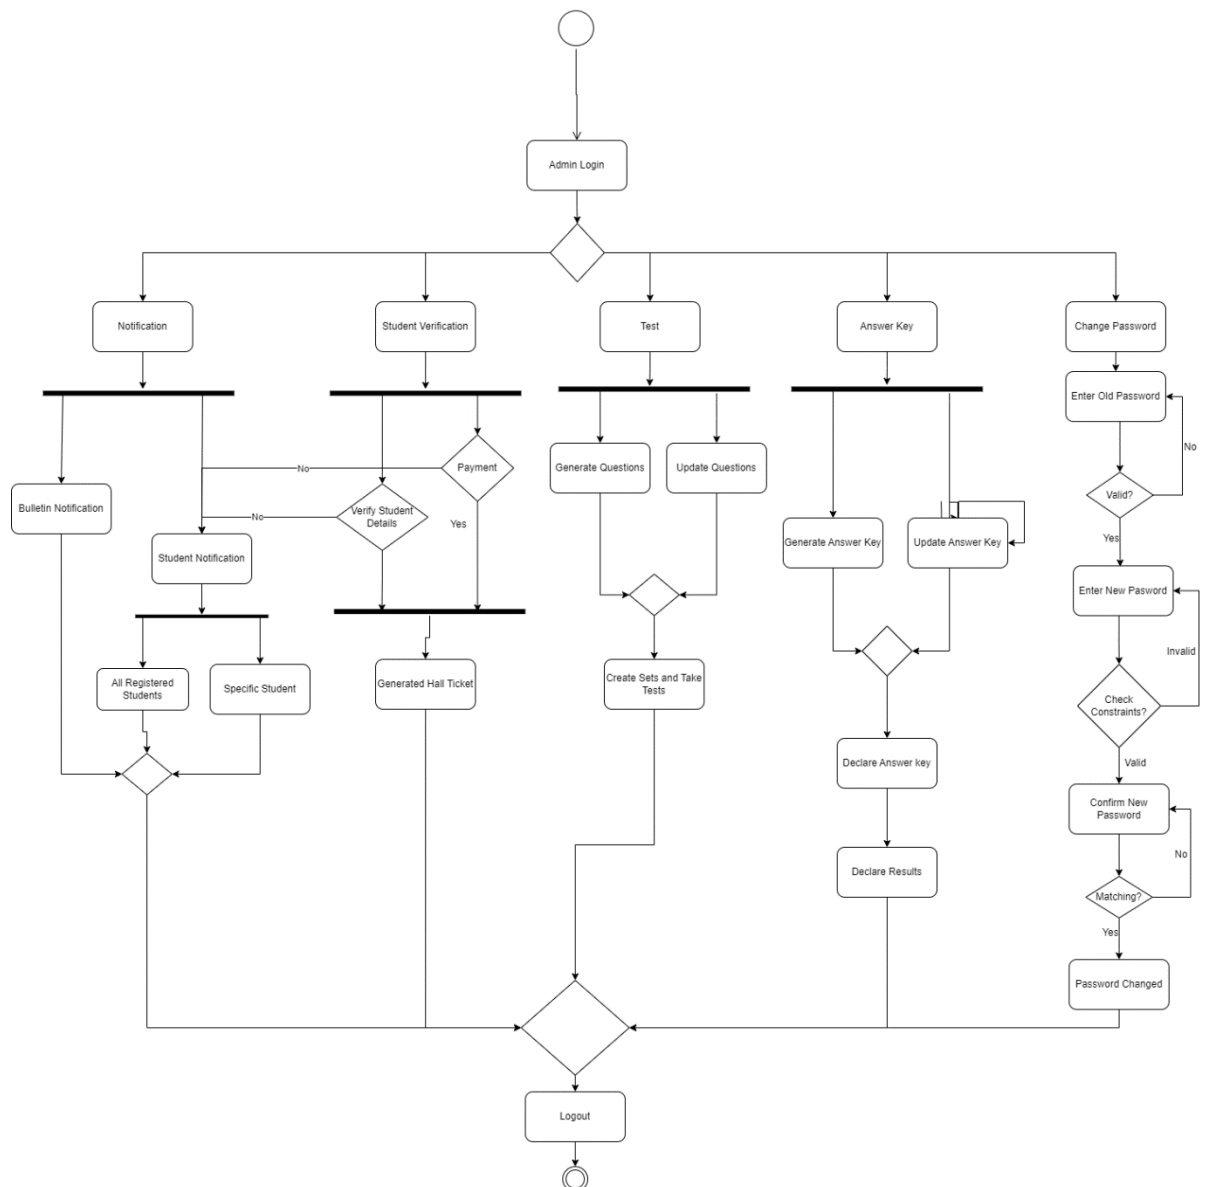 Admin Login
Notification
Student Verification
Test
Answer Key
Change Password
Enter Old Password
No
Payment
No
Generate Questions
Update Questions
Valid?
Bulletin Notification
Verify Student
Details
No
Yes
Yes
Student Notification
Generate Answer Key
Update Answer Key
Enter New Pasword
Invalid
All Registered
Students
Specific Student
Generated Hall Ticket
Create Sets and Take
Tests
Check
Constraints?
Declare Answer key
Valid
Confirm New
Password
No
Declare Results
Matching?
Yes
Password Changed
Logout